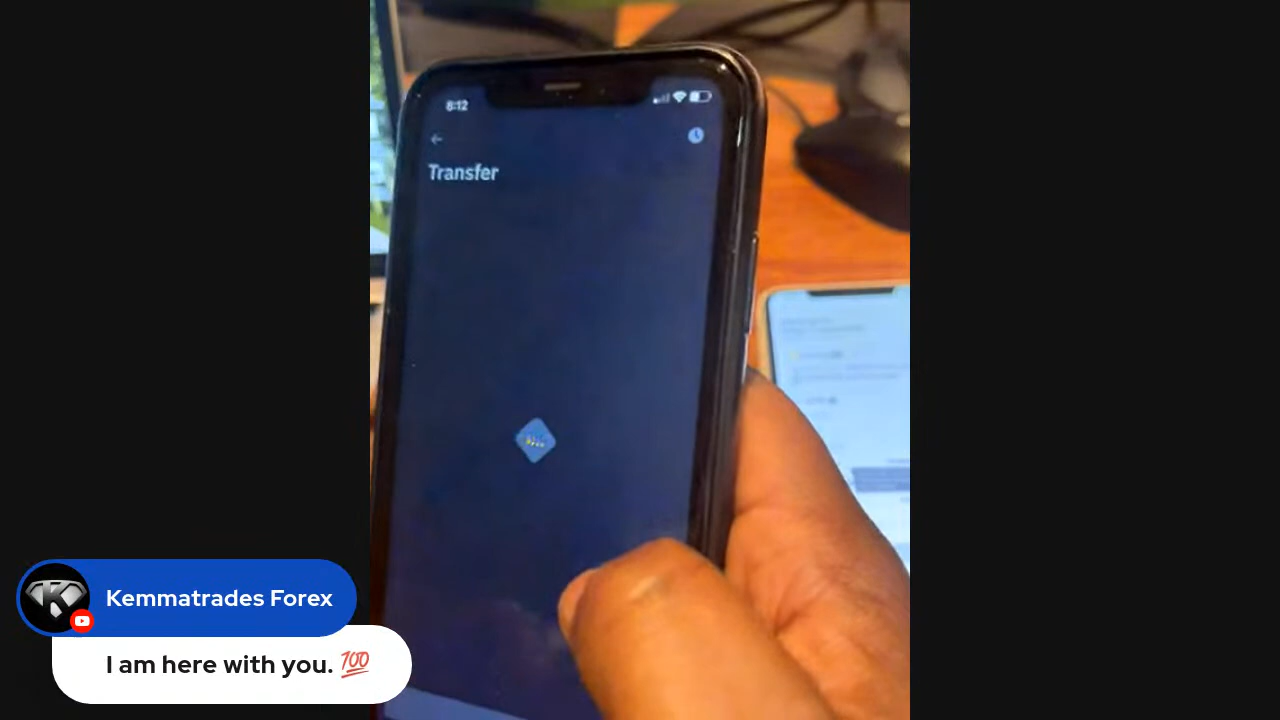 8:12
Transfer
Kemmatrades Forex
I am here with you. 💯